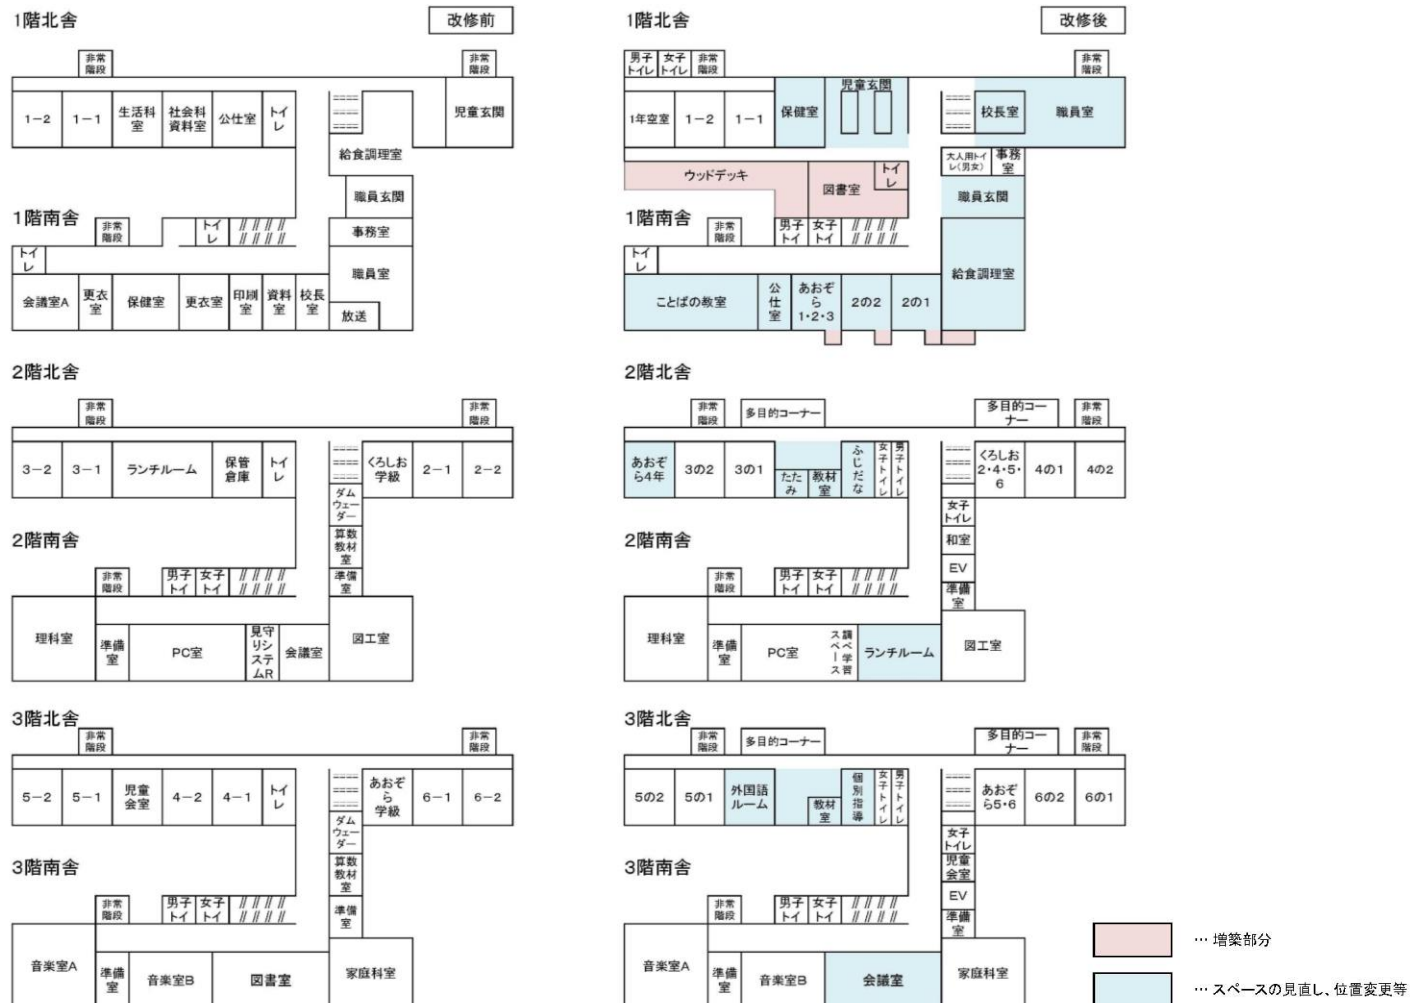 1階北舎
改修前
非常
階段
非常
階段
1-2
1-1
生活科
室
社会科
資料室
公仕室
トイ
レ
児童玄関
給食調理室
職員玄関
1階南舎
非常
階段
トイ
レ
事務室
トイ
レ
職員室
会議室A
更衣
室
保健室
更衣室
印刷
室
資料
室
校長
室
放送
2階北舎
非常
階段
非常
階段
3-2
3-1
ランチルーム
保管
倉庫
トイ
レ
くろしお
学級
2-1
2-2
ダム
ウェー
ダー
算数
教材
室
準備
室
2階南舎
非常
階段
男子
トイ
女子
トイ
理科室
準備
室
PC室
見守
りシ
ステ
ムR
会議室
図工室
3階北舎
非常
階段
非常
階段
5-2
5-1
児童
会室
4-2
4-1
トイ
レ
あおぞ
ら
学級
6-1
6-2
ダム
ウェー
ダー
算数
教材
室
準備
室
3階南舎
非常
階段
男子
トイ
女子
トイ
音楽室A
準備
室
音楽室B
図書室
家庭科室
1階北舎
改修後
男子
トイレ
女子
トイレ
非常
階段
非常
階段
1年空室
1-2
1-1
保健室
児童玄関
校長室
職員室
大人用トイ
レ(男女)
事務
室
ウッドデッキ
図書室
トイ
レ
職員玄関
1階南舎
非常
階段
男子
トイ
女子
トイ
トイ
レ
給食調理室
ことばの教室
公
仕
室
あおぞ
ら
1・2・3
2の2
2の1
2階北舎
非常
階段
多目的コーナー
多目的コー
ナー
非常
階段
あおぞ
ら4年
3の2
3の1
たた
み
教材
室
ふじだな
女子トイレ
男子トイレ
くろしお
2・4・5・
6
4の1
4の2
女子
トイレ
和室
EV
準備
室
2階南舎
非常
階段
男子
トイ
女子
トイ
理科室
準備
室
PC室
調べ学習
スペース
ランチルーム
図工室
3階北舎
非常
階段
多目的コーナー
多目的コー
ナー
非常
階段
5の2
5の1
外国語
ルーム
教材
室
個別指導
女子トイレ
男子トイレ
あおぞ
ら5・6
6の2
6の1
女子
トイレ
児童
会室
EV
準備
室
3階南舎
非常
階段
男子
トイ
女子
トイ
音楽室A
準備
室
音楽室B
会議室
家庭科室
… 増築部分
… スペースの見直し、位置変更等